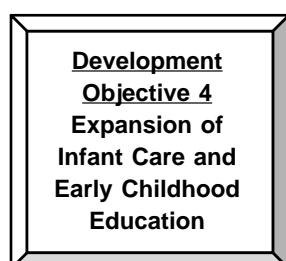 Development
Objective 4
Expansion of
Infant Care and
Early Childhood
Education